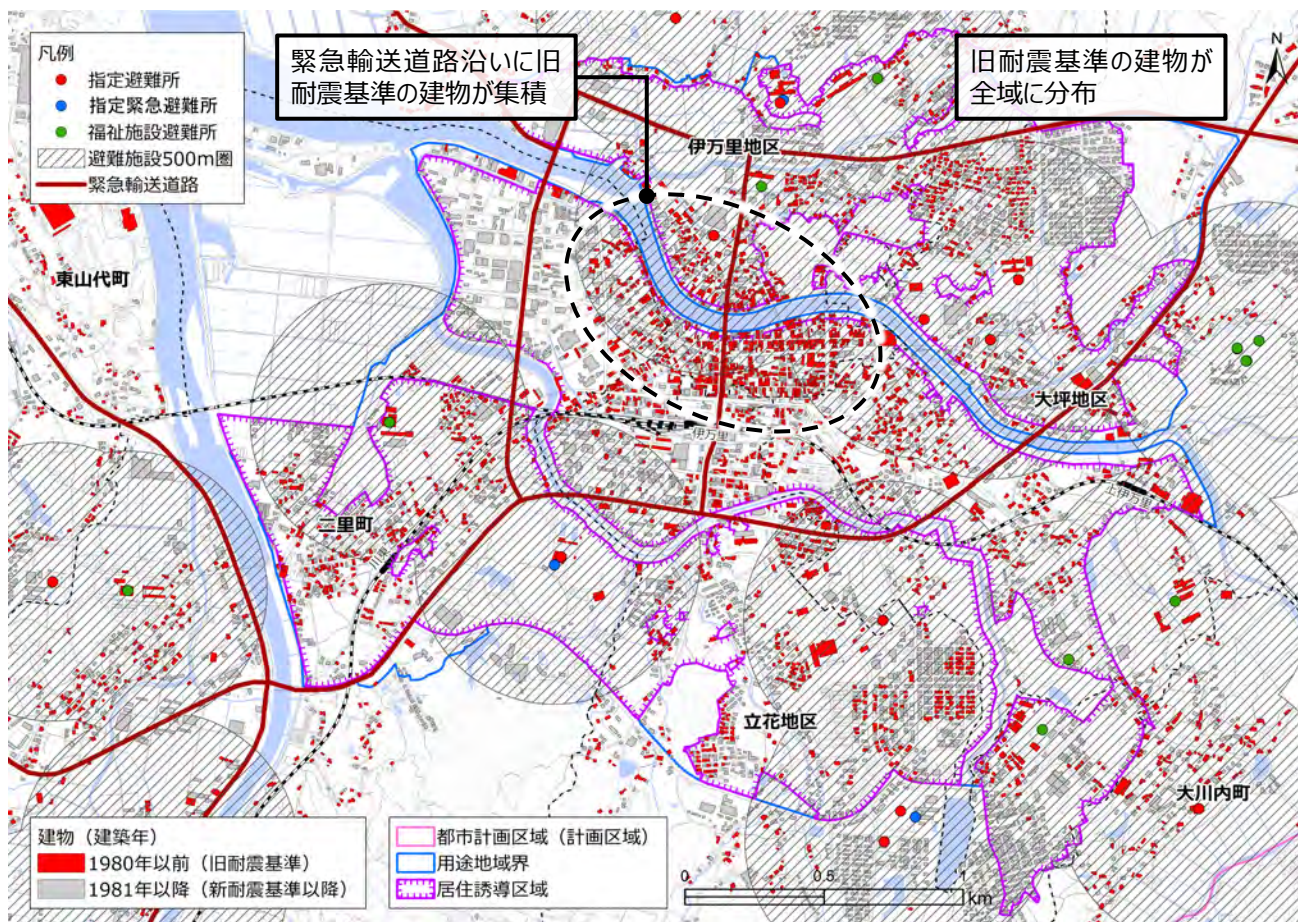 凡例
指定避難所
指定緊急避難所
福祉施設避難所
避難施設500m圏
緊急輸送道路
緊急輸送道路沿いに旧
耐震基準の建物が集積
旧耐震基準の建物が
全域に分布
N
伊万里地区
東山代町
大坪地区
伊万里
上伊万里
二里町
川東
立花地区
大川内町
建物（建築年）
1980年以前（旧耐震基準）
1981年以降（新耐震基準以降）
都市計画区域（計画区域）
用途地域界
居住誘導区域
0 0.5 1
km